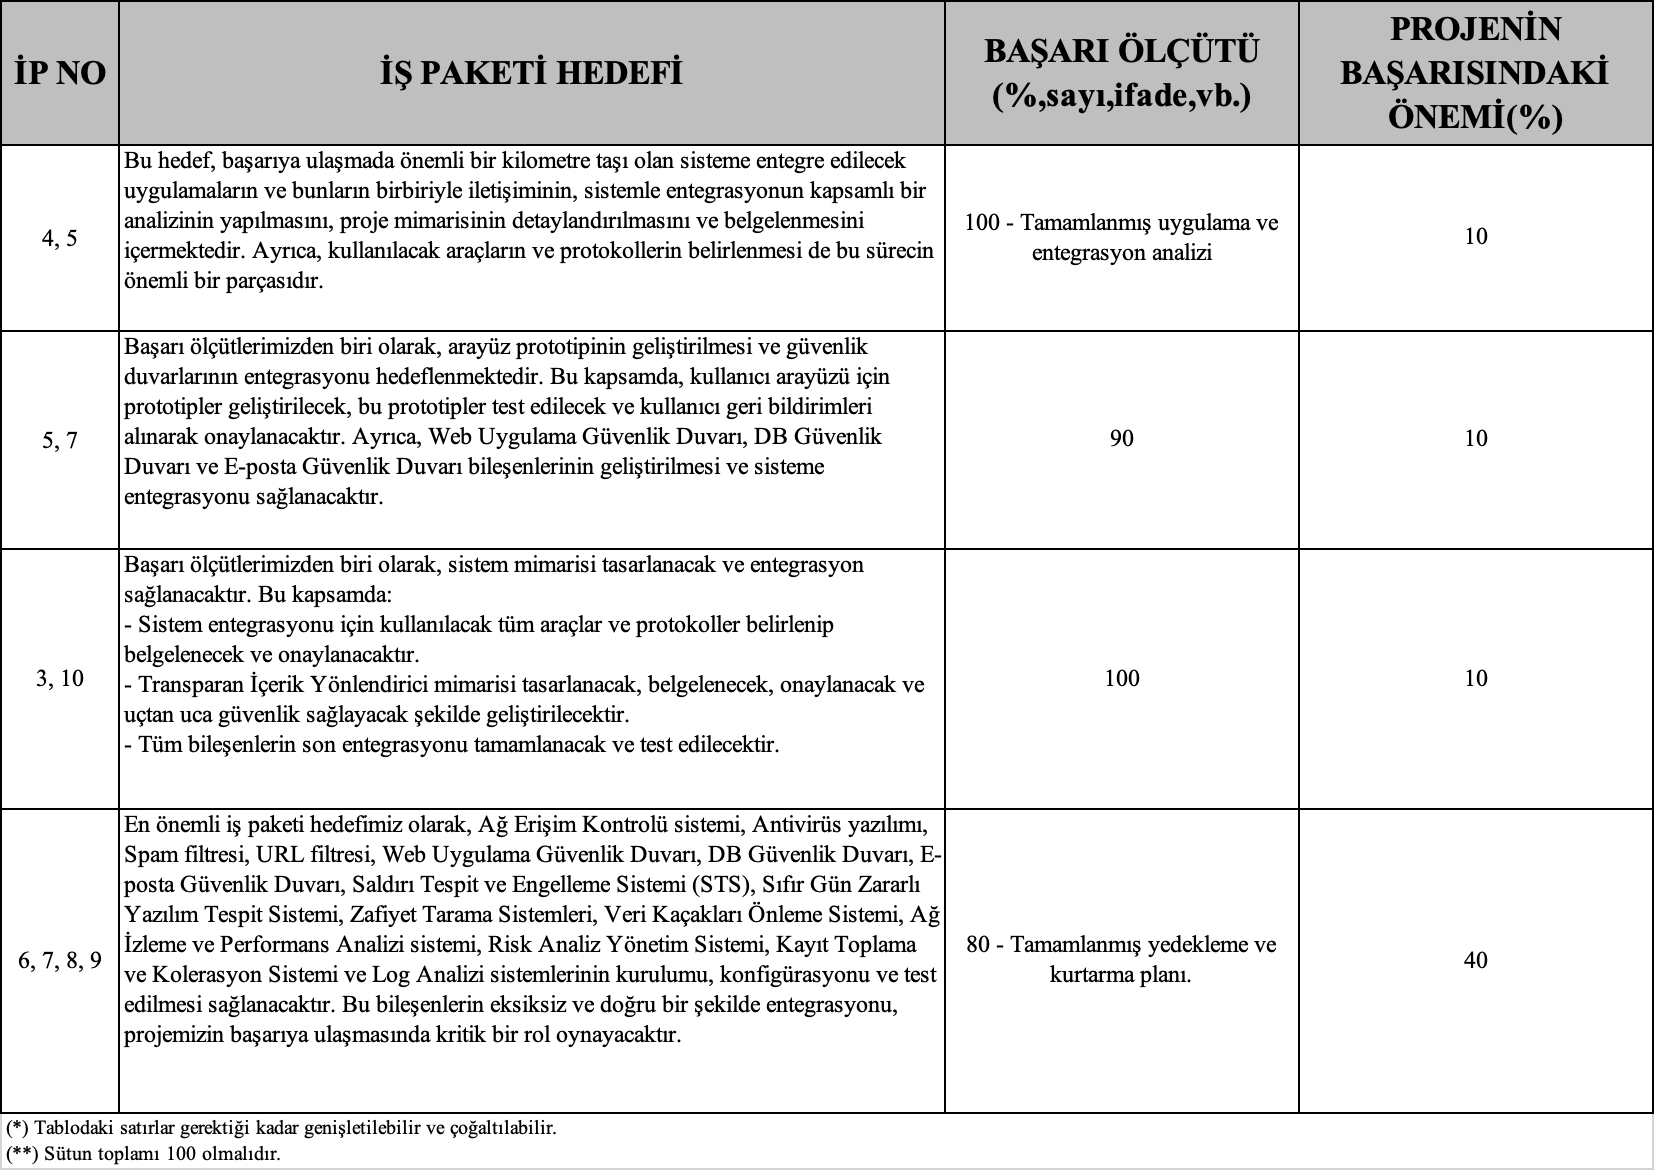 İP NO
İŞ PAKETİ HEDEFİ
BAŞARI ÖLÇÜTÜ
(%,sayı,ifade,vb.)
PROJENİN
BAŞARISINDAKİ
ÖNEMİ(%)
4, 5
Bu hedef, başarıya ulaşmada önemli bir kilometre taşı olan sisteme entegre edilecek
uygulamaların ve bunların birbiriyle iletişiminin, sistemle entegrasyonun kapsamlı bir
analizinin yapılmasını, proje mimarisinin detaylandırılmasını ve belgelenmesini
içermektedir. Ayrıca, kullanılacak araçların ve protokollerin belirlenmesi de bu sürecin
önemli bir parçasıdır.
100 - Tamamlanmış uygulama ve
entegrasyon analizi
10
5, 7
Başarı ölçütlerimizden biri olarak, arayüz prototipinin geliştirilmesi ve güvenlik
duvarlarının entegrasyonu hedeflenmektedir. Bu kapsamda, kullanıcı arayüzü için
prototipler geliştirilecek, bu prototipler test edilecek ve kullanıcı geri bildirimleri
alınarak onaylanacaktır. Ayrıca, Web Uygulama Güvenlik Duvarı, DB Güvenlik
Duvarı ve E-posta Güvenlik Duvarı bileşenlerinin geliştirilmesi ve sisteme
entegrasyonu sağlanacaktır.
90
10
3, 10
Başarı ölçütlerimizden biri olarak, sistem mimarisi tasarlanacak ve entegrasyon
sağlanacaktır. Bu kapsamda:
- Sistem entegrasyonu için kullanılacak tüm araçlar ve protokoller belirlenip
belgelenecek ve onaylanacaktır.
- Transparan İçerik Yönlendirici mimarisi tasarlanacak, belgelenecek, onaylanacak ve
uçtan uca güvenlik sağlayacak şekilde geliştirilecektir.
- Tüm bileşenlerin son entegrasyonu tamamlanacak ve test edilecektir.
100
10
6, 7, 8, 9
En önemli iş paketi hedefimiz olarak, Ağ Erişim Kontrolü sistemi, Antivirüs yazılımı,
Spam filtresi, URL filtresi, Web Uygulama Güvenlik Duvarı, DB Güvenlik Duvarı, E-
posta Güvenlik Duvarı, Saldırı Tespit ve Engelleme Sistemi (STS), Sıfır Gün Zararlı
Yazılım Tespit Sistemi, Zafiyet Tarama Sistemleri, Veri Kaçakları Önleme Sistemi, Ağ
İzleme ve Performans Analizi sistemi, Risk Analiz Yönetim Sistemi, Kayıt Toplama
ve Kolerasyon Sistemi ve Log Analizi sistemlerinin kurulumu, konfigürasyonu ve test
edilmesi sağlanacaktır. Bu bileşenlerin eksiksiz ve doğru bir şekilde entegrasyonu,
projemizin başarıya ulaşmasında kritik bir rol oynayacaktır.
80 - Tamamlanmış yedekleme ve
kurtarma planı.
40
(*) Tablodaki satırlar gerektiği kadar genişletilebilir ve çoğaltılabilir.
(**) Sütun toplamı 100 olmalıdır.